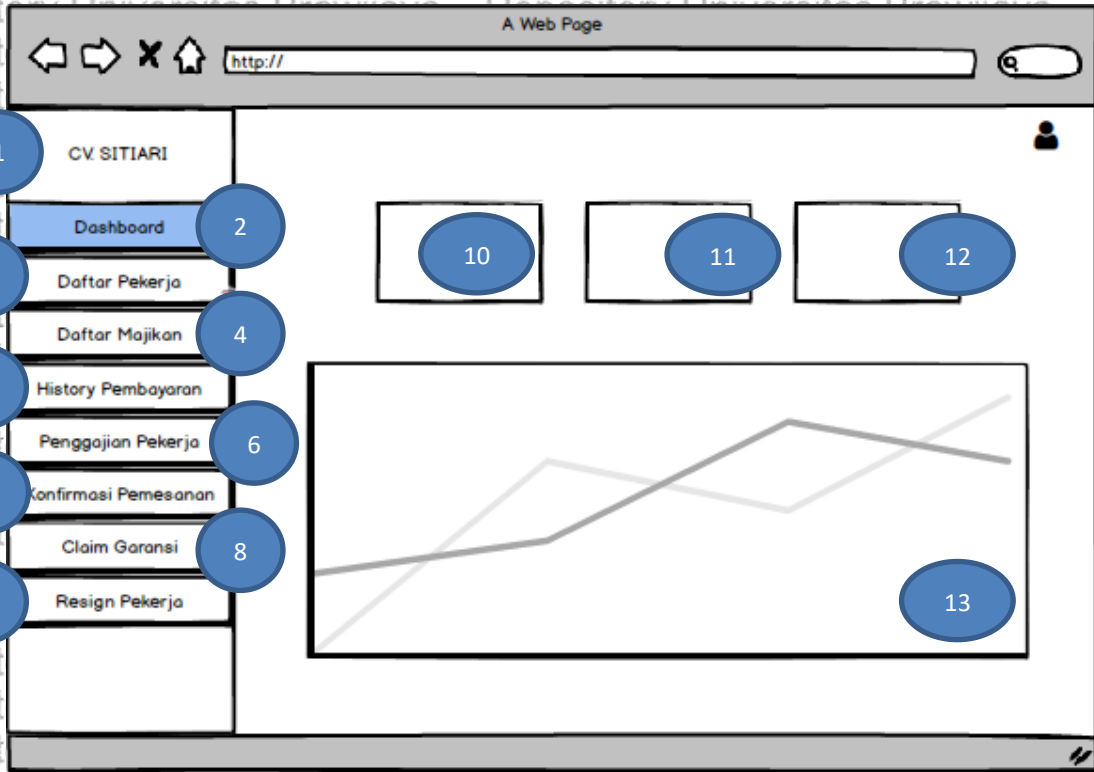 A Web Page
http://
1
CV. SITIARI
Dashboard
2
Daftar Pekerja
Daftar Majikan
4
History Pembayaran
Penggajian Pekerja
6
Konfirmasi Pemesanan
Claim Garansi
8
Resign Pekerja
10
11
12
13